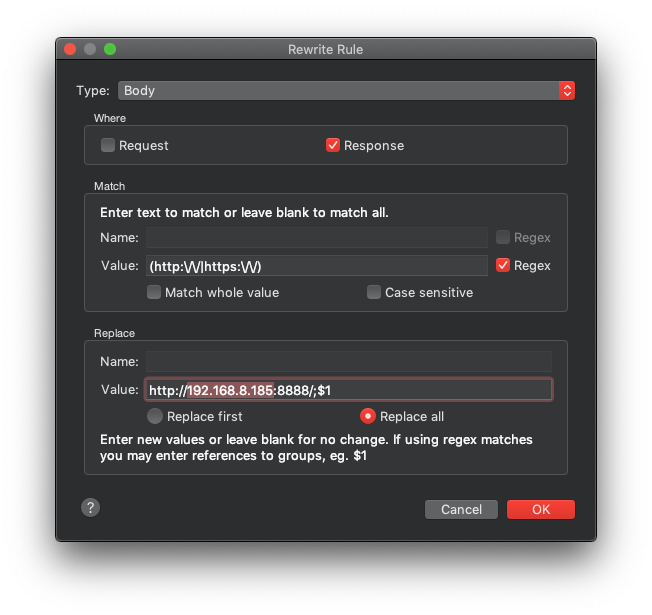 Rewrite Rule
Type: Body
Where
Request Response
Match
Enter text to match or leave blank to match all.
Name: Regex
Value: (http:\/\/|https:\/\/) Regex
Match whole value Case sensitive
Replace
Name:
Value: http://192.168.8.185:8888/;$1
Replace first Replace all
Enter new values or leave blank for no change. If using regex matches
you may enter references to groups, eg. $1
? Cancel OK